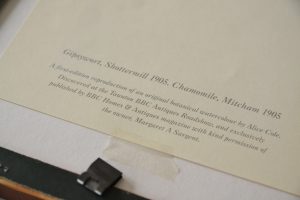 Gipsywort, Shottermill 1905. Chamomile, Mitcham 1905
A first-edition reproduction of an original botanical watercolour by Alice Cole.
Discovered at the Taunton BBC Antiques Roadshow, and exclusively
published by BBC Homes & Antiques magazine with kind permission of
the owner, Margaret A Sargent.